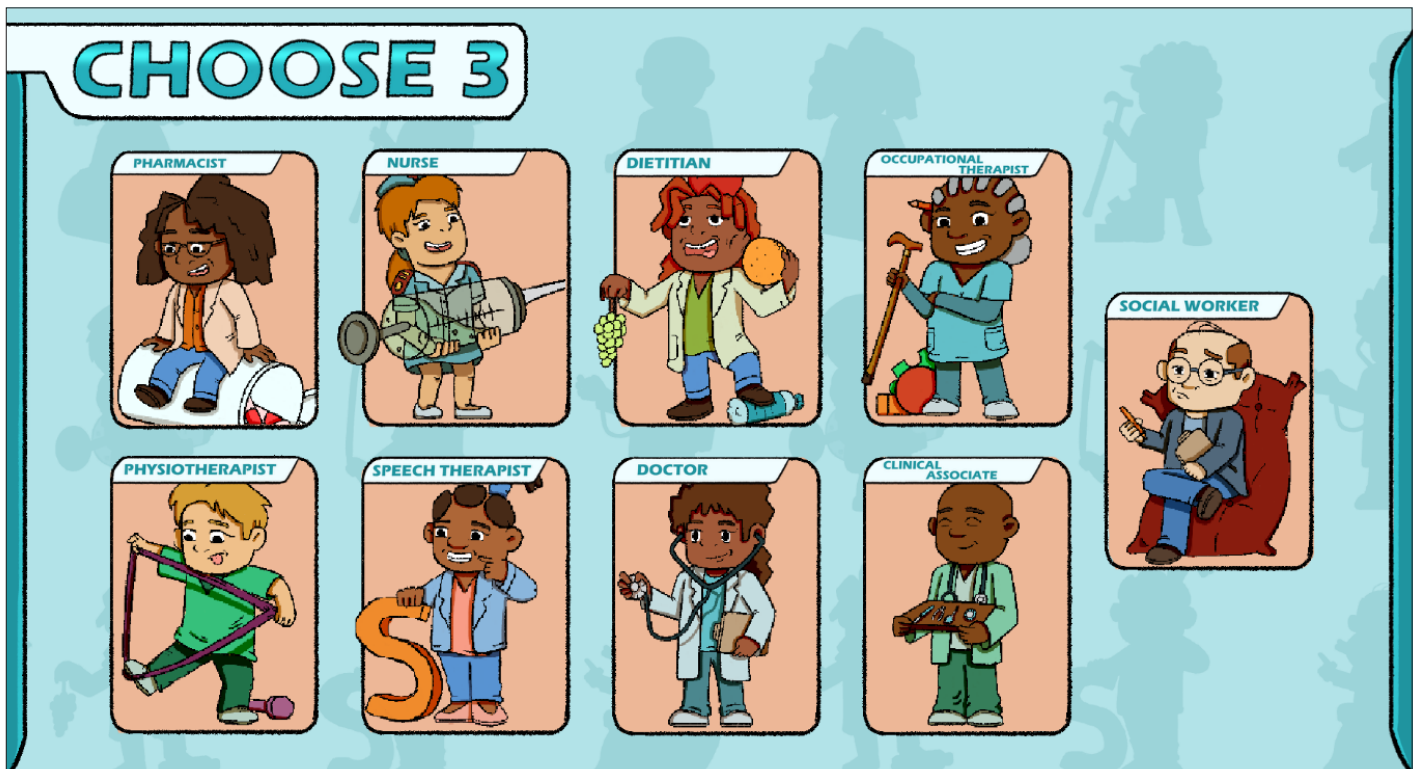 CHOOSE 3
PHARMACIST
NURSE
DIETITIAN
OCCUPATIONAL
THERAPIST
SOCIAL WORKER
PHYSIOTHERAPIST
SPEECH THERAPIST
DOCTOR
CLINICAL
ASSOCIATE